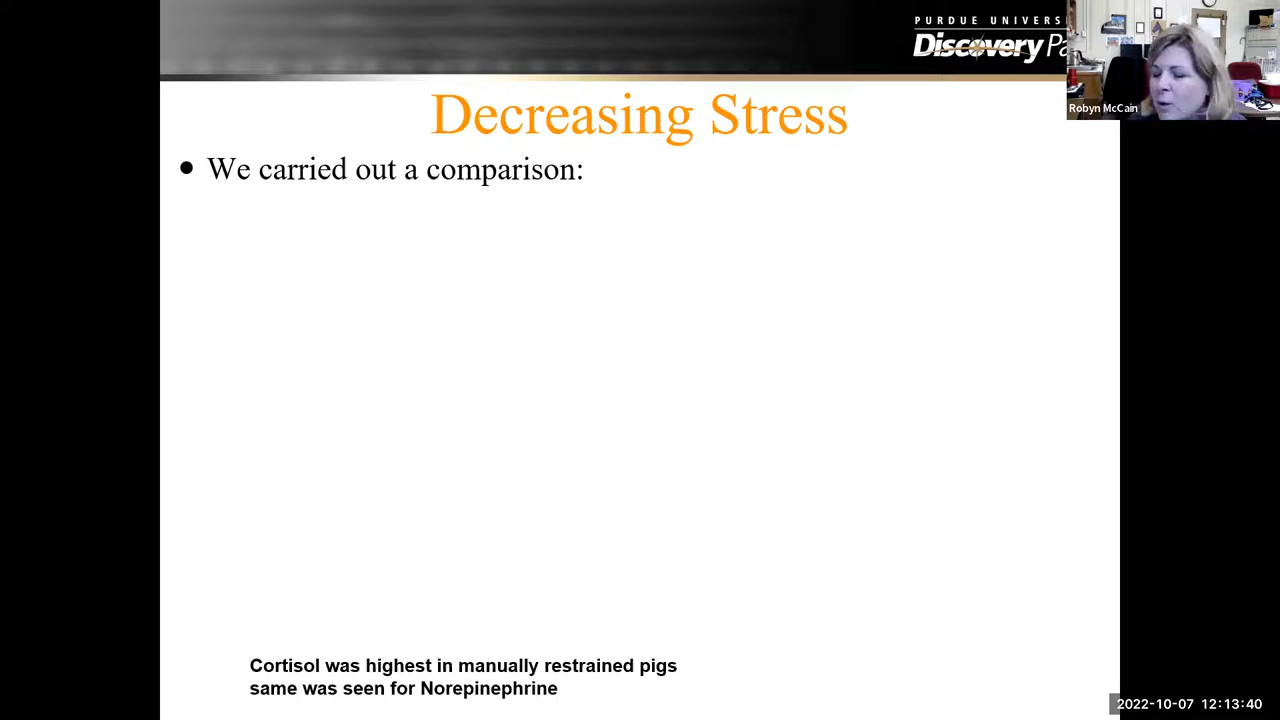 PURDUE UNIVERSI
Discovery Pa
Robyn McCain
Decreasing Stress
• We carried out a comparison:
Cortisol was highest in manually restrained pigs
same was seen for Norepinephrine
2022-10-07 12:13:40